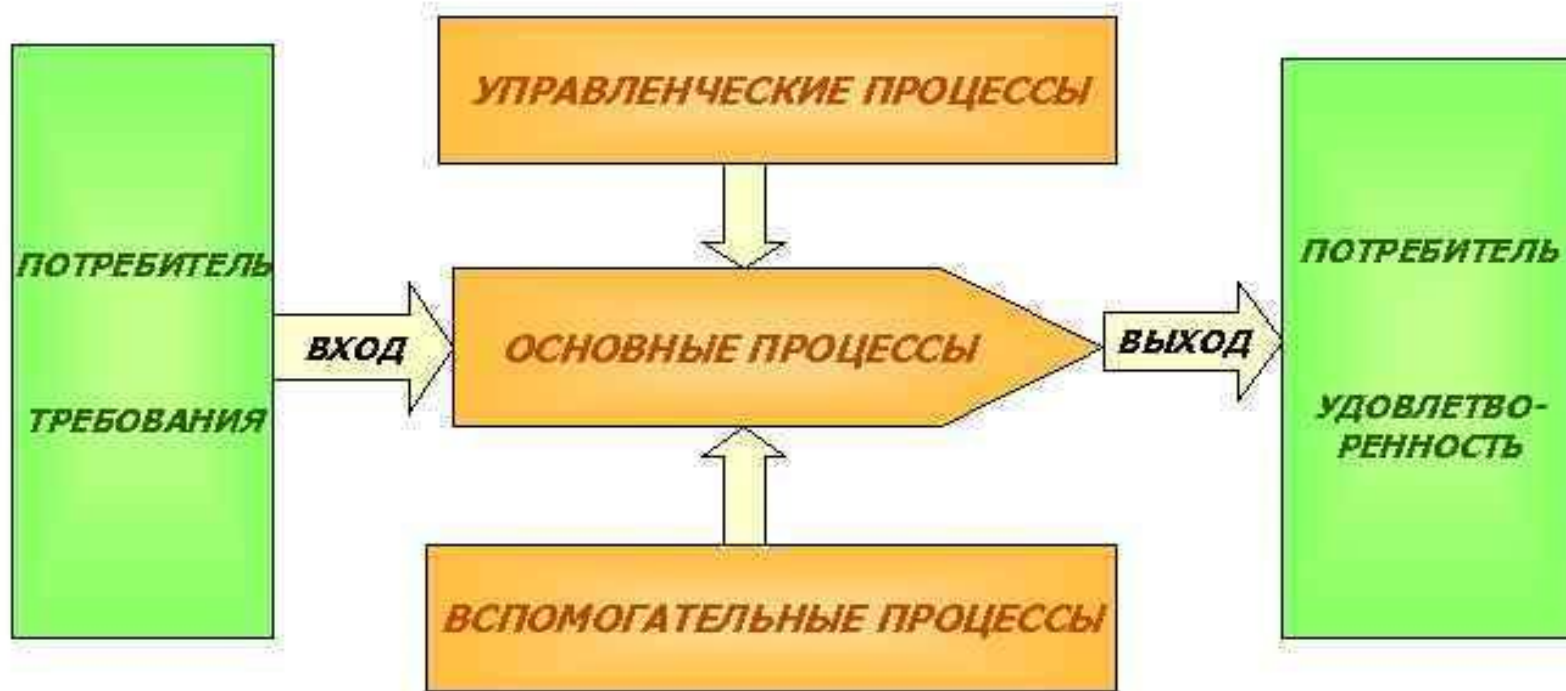 УПРАВЛЕНЧЕСКИЕ ПРОЦЕССЫ
ПОТРЕБИТЕЛЬ
ТРЕБОВАНИЯ
ВХОД
ОСНОВНЫЕ ПРОЦЕССЫ
ВЫХОД
ПОТРЕБИТЕЛЬ
УДОВЛЕТВО-
РЕННОСТЬ
ВСПОМОГАТЕЛЬНЫЕ ПРОЦЕССЫ